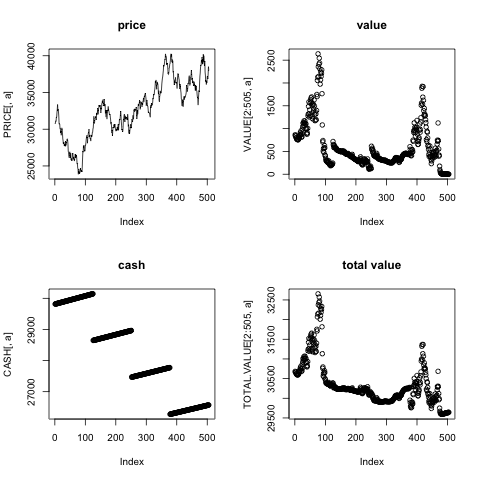 price
PRICE[, a]
25000 30000 35000 40000
0 100 200 300 400 500
Index
value
VALUE[2:505, a]
0 500 1500 2500
0 100 200 300 400 500
Index
cash
CASH[, a]
27000 29000
0 100 200 300 400 500
Index
total value
TOTAL.VALUE[2:505, a]
29500 30500 31500 32500
0 100 200 300 400 500
Index